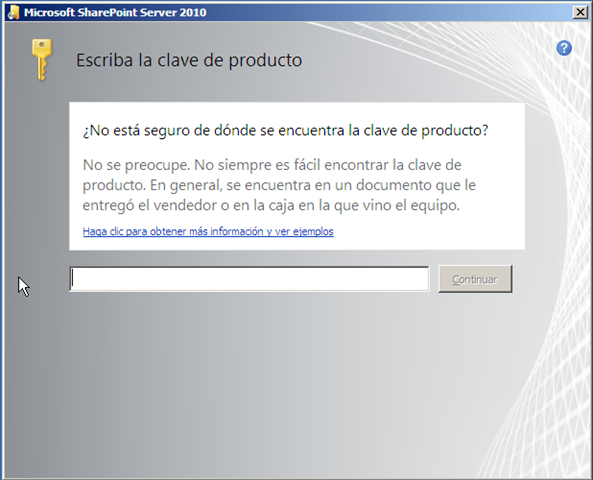 Microsoft SharePoint Server 2010
Escriba la clave de producto
?
¿No está seguro de dónde se encuentra la clave de producto?
No se preocupe. No siempre es fácil encontrar la clave de
producto. En general, se encuentra en un documento que le
entregó el vendedor o en la caja en la que vino el equipo.
Haga clic para obtener más información y ver ejemplos
Continuar